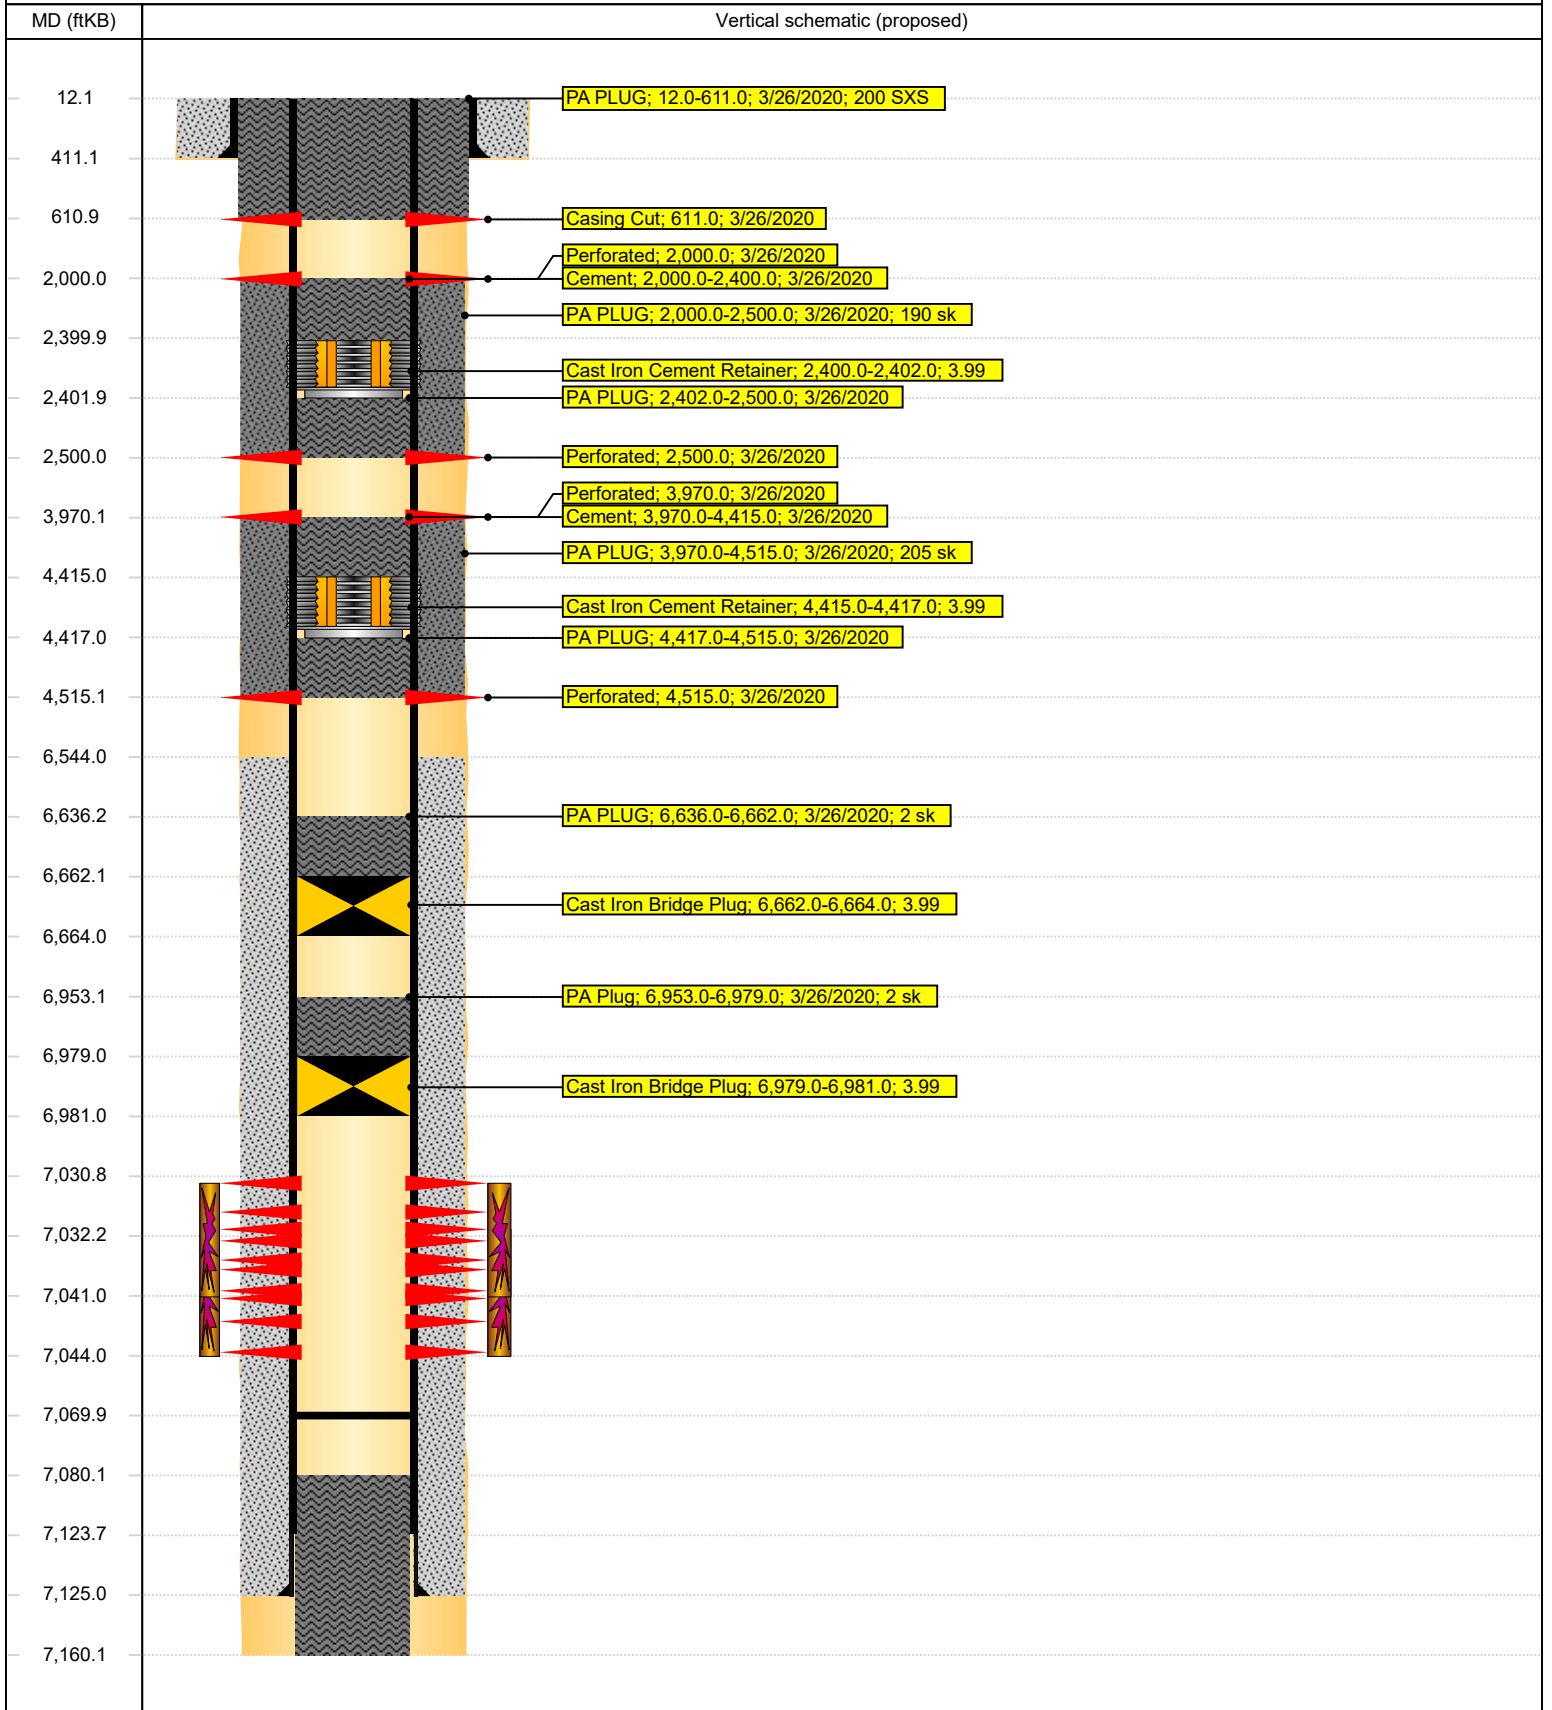 MD (ftKB)
Vertical schematic (proposed)
12.1
PA PLUG; 12.0-611.0; 3/26/2020; 200 SXS
411.1
610.9
Casing Cut; 611.0; 3/26/2020
Perforated; 2,000.0; 3/26/2020
2,000.0
Cement; 2,000.0-2,400.0; 3/26/2020
PA PLUG; 2,000.0-2,500.0; 3/26/2020; 190 sk
2,399.9
Cast Iron Cement Retainer; 2,400.0-2,402.0; 3.99
2,401.9
PA PLUG; 2,402.0-2,500.0; 3/26/2020
2,500.0
Perforated; 2,500.0; 3/26/2020
Perforated; 3,970.0; 3/26/2020
3,970.1
Cement; 3,970.0-4,415.0; 3/26/2020
PA PLUG; 3,970.0-4,515.0; 3/26/2020; 205 sk
4,415.0
Cast Iron Cement Retainer; 4,415.0-4,417.0; 3.99
4,417.0
PA PLUG; 4,417.0-4,515.0; 3/26/2020
4,515.1
Perforated; 4,515.0; 3/26/2020
6,544.0
6,636.2
PA PLUG; 6,636.0-6,662.0; 3/26/2020; 2 sk
6,662.1
Cast Iron Bridge Plug; 6,662.0-6,664.0; 3.99
6,664.0
6,953.1
PA Plug; 6,953.0-6,979.0; 3/26/2020; 2 sk
6,979.0
Cast Iron Bridge Plug; 6,979.0-6,981.0; 3.99
6,981.0
7,030.8
7,032.2
7,041.0
7,044.0
7,069.9
7,080.1
7,123.7
7,125.0
7,160.1